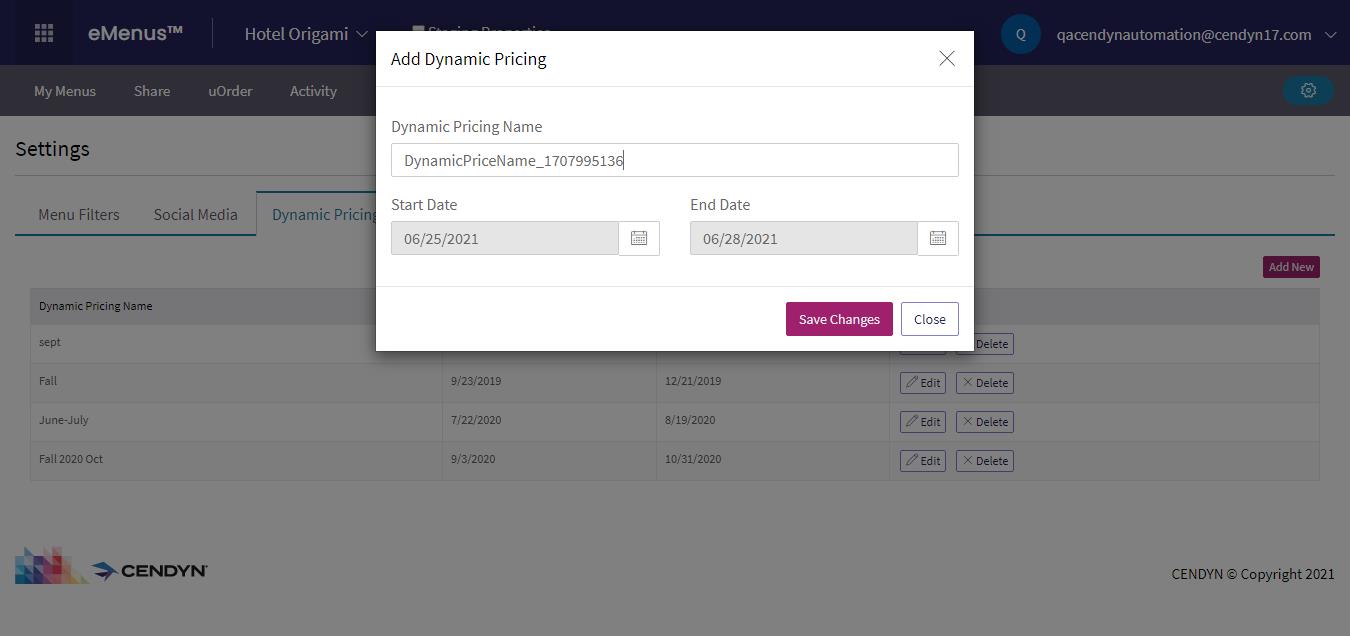 eMenus™
Hotel Origami
Staging Properties
Q
qacendynautomation@cendyn17.com
My Menus
Share
uOrder
Activity
Add Dynamic Pricing
Dynamic Pricing Name
DynamicPriceName_1707995136
Start Date
End Date
06/25/2021
06/28/2021
Save Changes
Close
Settings
Menu Filters
Social Media
Dynamic Pricing
Add New
Dynamic Pricing Name
sept
Delete
Fall
9/23/2019
12/21/2019
Edit
Delete
June-July
7/22/2020
8/19/2020
Edit
Delete
Fall 2020 Oct
9/3/2020
10/31/2020
Edit
Delete
CENDYN
CENDYN © Copyright 2021